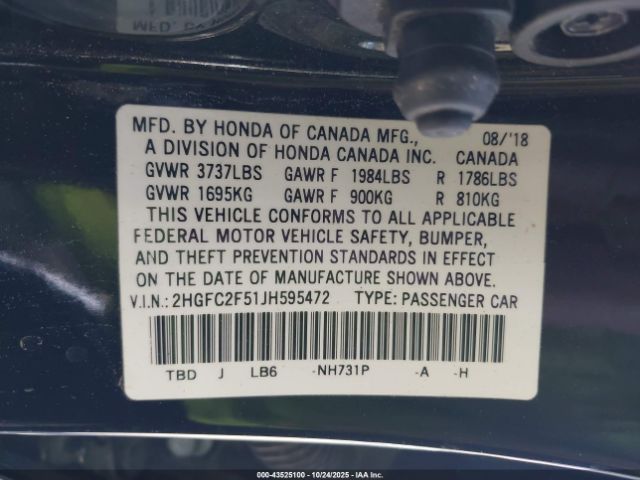 MFD. BY HONDA OF CANADA MFG., 08/'18
A DIVISION OF HONDA CANADA INC. CANADA
GVWR 3737LBS GAWR F 1984LBS R 1786LBS
GVWR 1695KG GAWR F 900KG R 810KG
THIS VEHICLE CONFORMS TO ALL APPLICABLE
FEDERAL MOTOR VEHICLE SAFETY, BUMPER,
AND THEFT PREVENTION STANDARDS IN EFFECT
ON THE DATE OF MANUFACTURE SHOWN ABOVE.
V.I.N.: 2HGFC2F51JH595472 TYPE: PASSENGER CAR
TBD J LB6 -NH731P -A -H
000-43525100 - 10/24/2025 - IAA Inc.